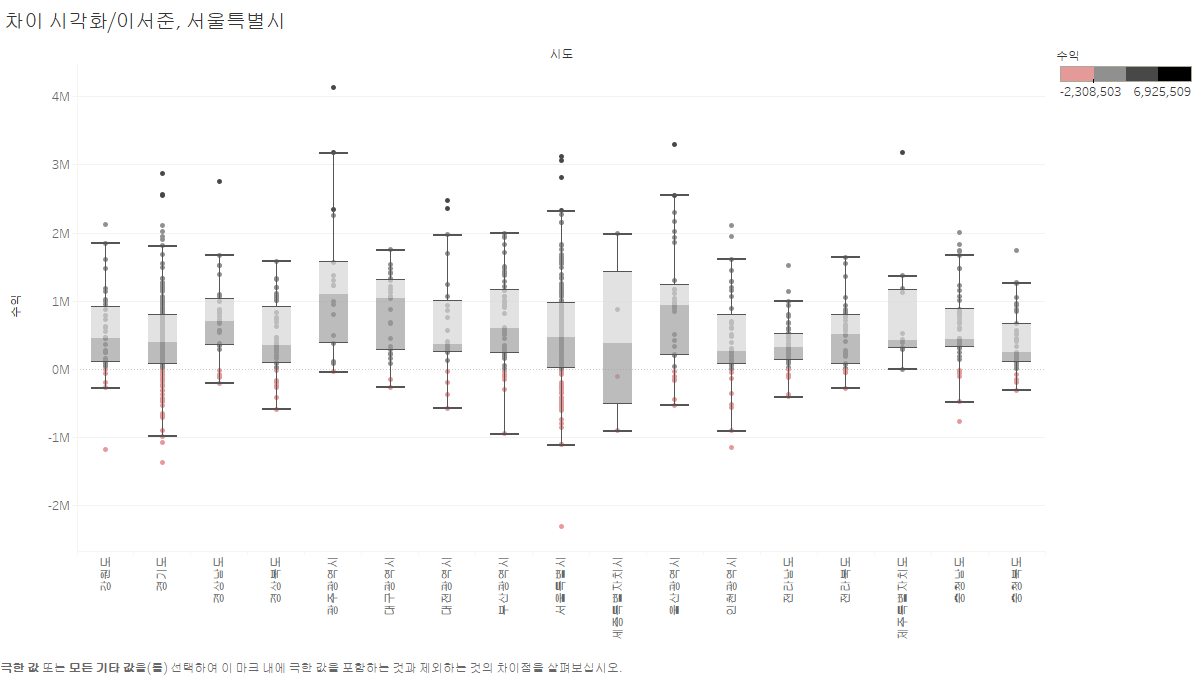 차이 시각화/이서준, 서울특별시
시도
수익
-2,308,503 6,925,509
4M
3M
2M
1M
0M
-1M
-2M
수익
강원도
경기도
경상남도
경상북도
광주광역시
대구광역시
대전광역시
부산광역시
서울특별시
세종특별자치시
울산광역시
인천광역시
전라남도
전라북도
제주특별자치도
충청남도
충청북도
극한 값 또는 모든 기타 값을(를) 선택하여 이 마크 내에 극한 값을 포함하는 것과 제외하는 것의 차이점을 살펴보십시오.